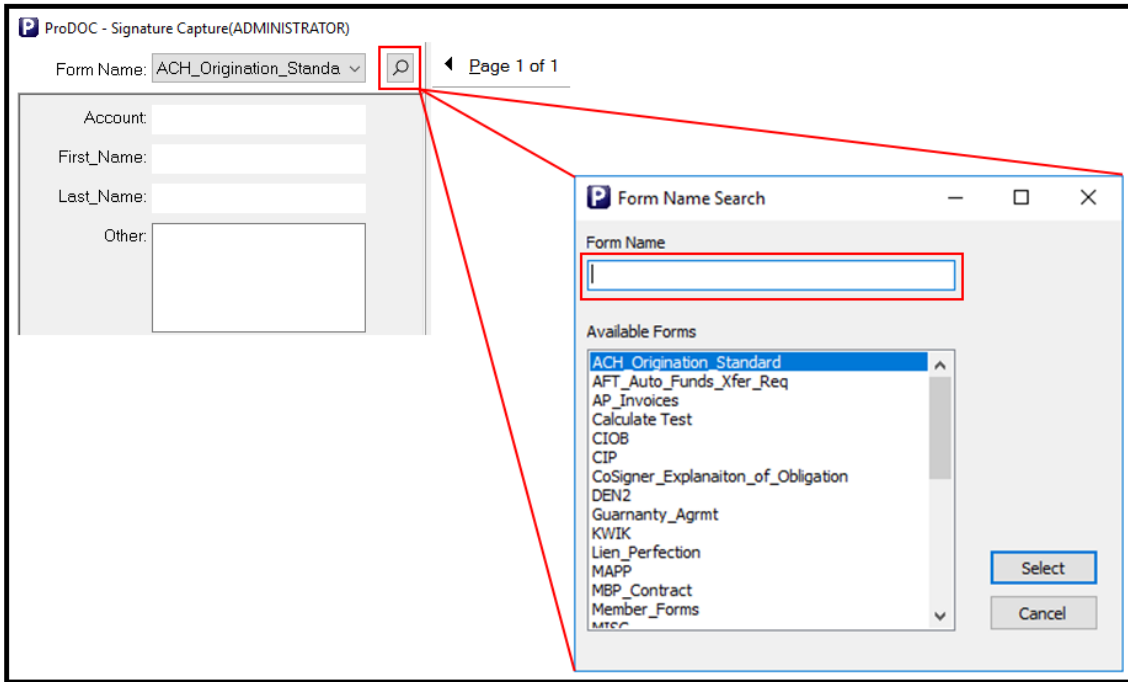 ProDOC - Signature Capture(ADMINISTRATOR)
Form Name: ACH_Origination_Standa
Page 1 of 1
Account:
First_Name:
Last_Name:
Other:
Form Name Search
Form Name
Available Forms
ACH_Origination_Standard
AFT_Auto_Funds_Xfer_Req
AP_Invoices
Calculate Test
CIOB
CIP
CoSigner_Explanaiton_of_Obligation
DEN2
Guarnanty_Agrmt
KWIK
Lien_Perfection
MAPP
MBP_Contract
Member_Forms
MISC
Select
Cancel